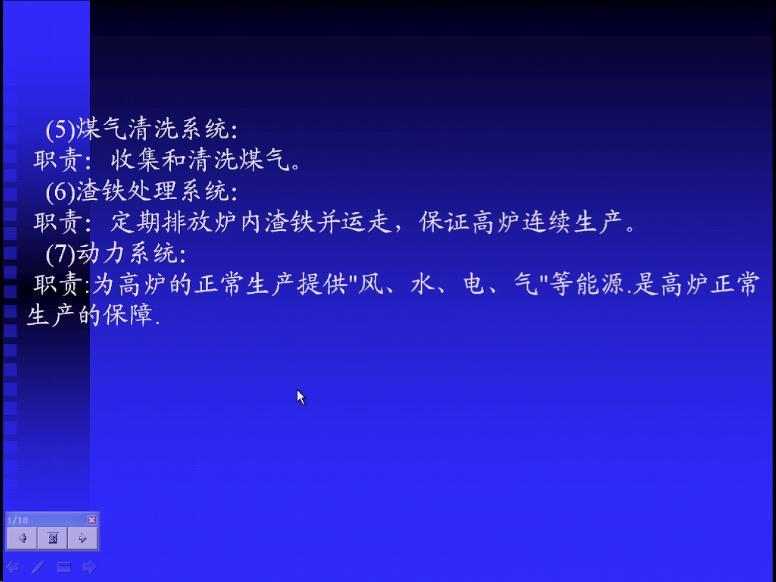 (5)煤气清洗系统：
职责：收集和清洗煤气。
(6)渣铁处理系统：
职责：定期排放炉内渣铁并运走，保证高炉连续生产。
(7)动力系统：
职责:为高炉的正常生产提供"风、水、电、气"等能源.是高炉正常
生产的保障.
1/18